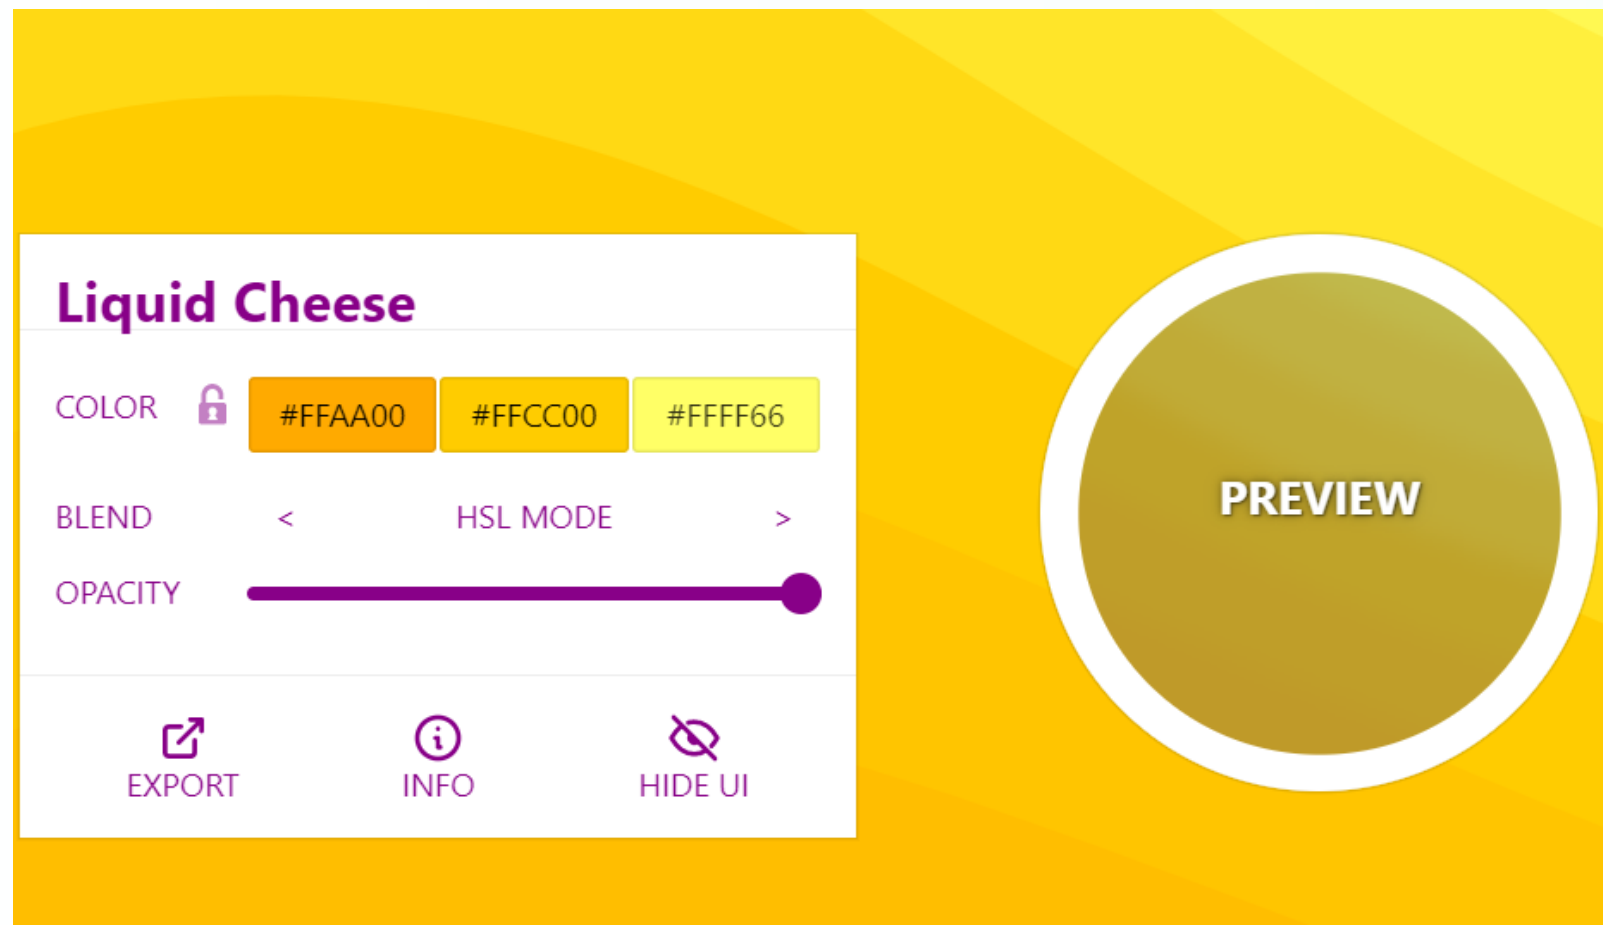 Liquid Cheese
COLOR #FFAA00 #FFCC00 #FFFF66
BLEND < HSL MODE >
OPACITY
EXPORT INFO HIDE UI
PREVIEW